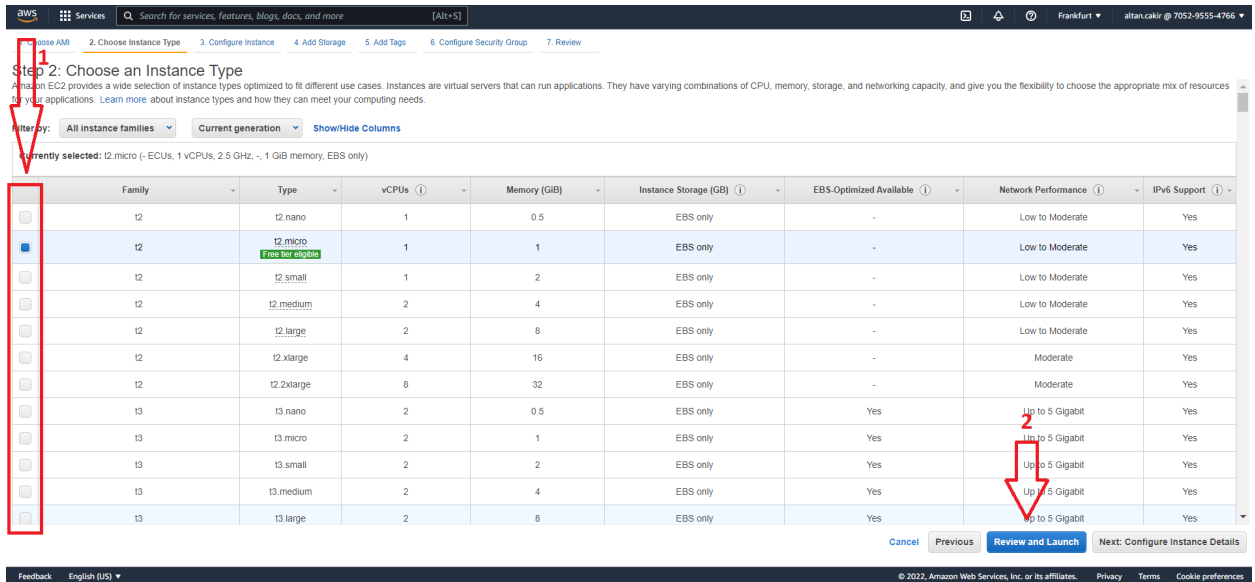 aws Services Search for services, features, blogs, docs, and more [Alt+S] Frankfurt ▼ altan.cakir @ 7052-9555-4766 ▼
1. Choose AMI 2. Choose Instance Type 3. Configure Instance 4. Add Storage 5. Add Tags 6. Configure Security Group 7. Review
1
Step 2: Choose an Instance Type
Amazon EC2 provides a wide selection of instance types optimized to fit different use cases. Instances are virtual servers that can run applications. They have varying combinations of CPU, memory, storage, and networking capacity, and give you the flexibility to choose the appropriate mix of resources
for your applications. Learn more about instance types and how they can meet your computing needs.
Filter by: All instance families Current generation Show/Hide Columns
Currently selected: t2.micro (- ECUs, 1 vCPUs, 2.5 GHz, -, 1 GiB memory, EBS only)
Family Type vCPUs Memory (GiB) Instance Storage (GB) EBS-Optimized Available Network Performance IPv6 Support
t2 t2.nano 1 0.5 EBS only - Low to Moderate Yes
t2 t2.micro 1 1 EBS only - Low to Moderate Yes
Free tier eligible
t2 t2.small 1 2 EBS only - Low to Moderate Yes
t2 t2.medium 2 4 EBS only - Low to Moderate Yes
t2 t2.large 2 8 EBS only - Low to Moderate Yes
t2 t2.xlarge 4 16 EBS only - Moderate Yes
t2 t2.2xlarge 8 32 EBS only - Moderate Yes
t3 t3.nano 2 0.5 EBS only Yes Up to 5 Gigabit Yes
2
t3 t3.micro 2 1 EBS only Yes Up to 5 Gigabit Yes
t3 t3.small 2 2 EBS only Yes Up to 5 Gigabit Yes
t3 t3.medium 2 4 EBS only Yes Up to 5 Gigabit Yes
t3 t3.large 2 8 EBS only Yes Up to 5 Gigabit Yes
Cancel Previous Review and Launch Next: Configure Instance Details
Feedback English (US) ▼ © 2022, Amazon Web Services, Inc. or its affiliates. Privacy Terms Cookie preferences